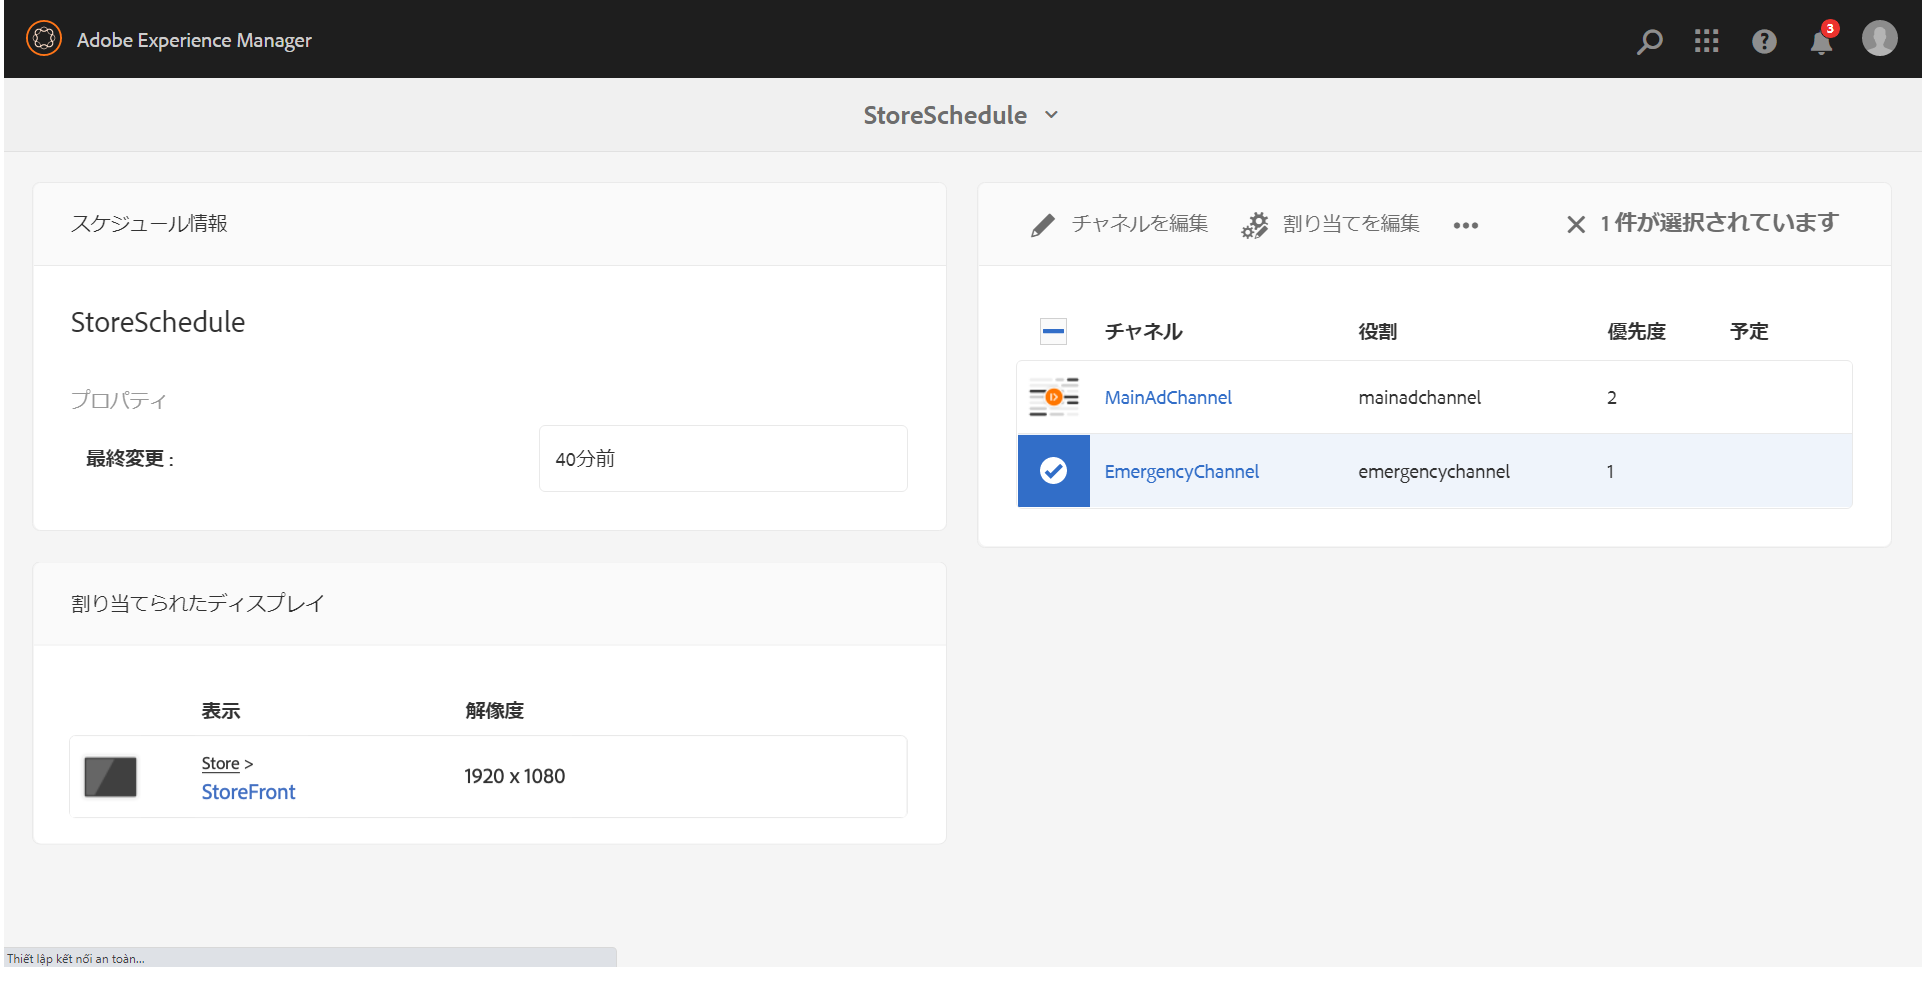 Adobe Experience Manager
3
StoreSchedule
スケジュール情報
StoreSchedule
プロパティ
最終変更 :
40分前
割り当てられたディスプレイ
表示 解像度
Store >
StoreFront
1920 x 1080
チャネルを編集 割り当てを編集 1 件が選択されています
チャネル 役割 優先度 予定
MainAdChannel mainadchannel 2
EmergencyChannel emergencychannel 1
Thiết lập kết nối an toàn...